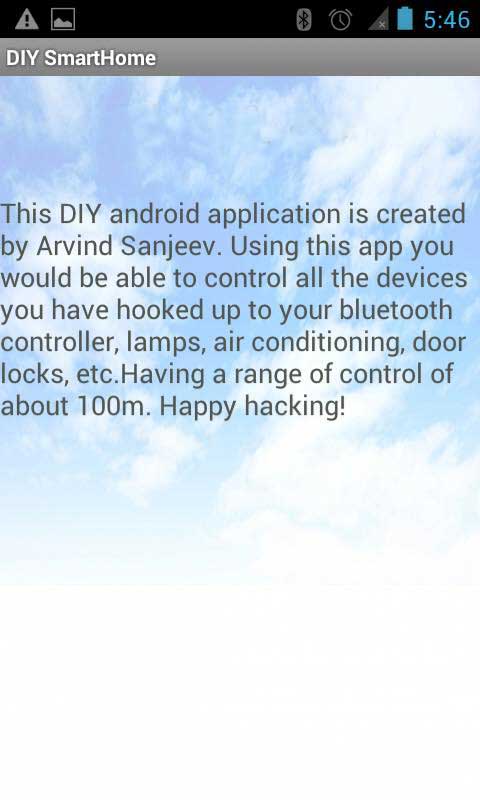 5:46
DIY SmartHome
This DIY android application is created
by Arvind Sanjeev. Using this app you
would be able to control all the devices
you have hooked up to your bluetooth
controller, lamps, air conditioning, door
locks, etc.Having a range of control of
about 100m. Happy hacking!